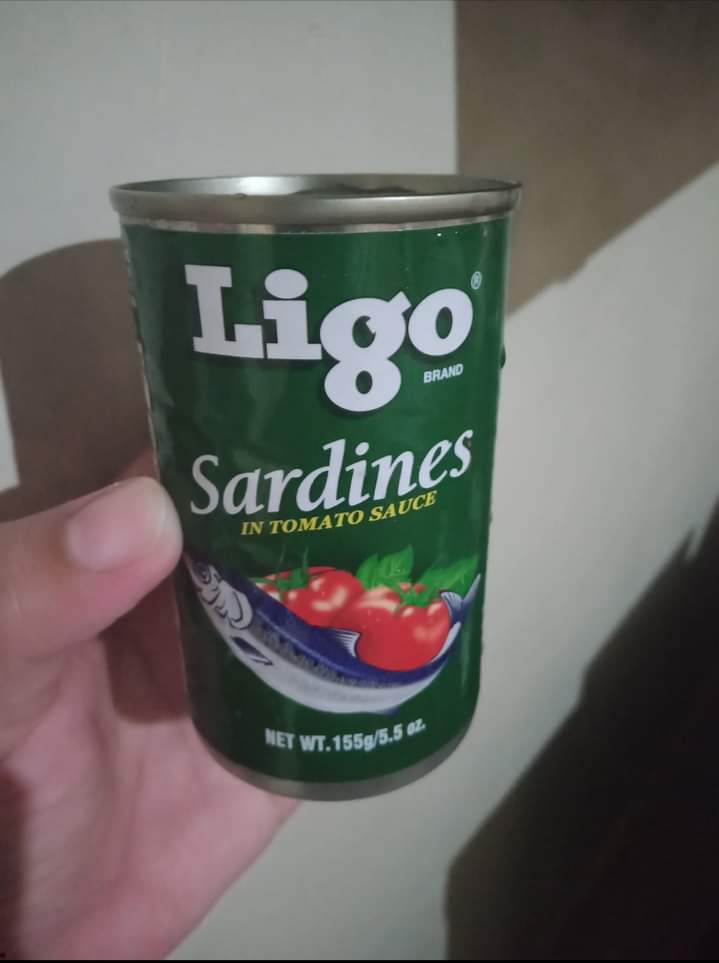 Ligo®
BRAND
Sardines
IN TOMATO SAUCE
NET WT.155g/5.5 oz.